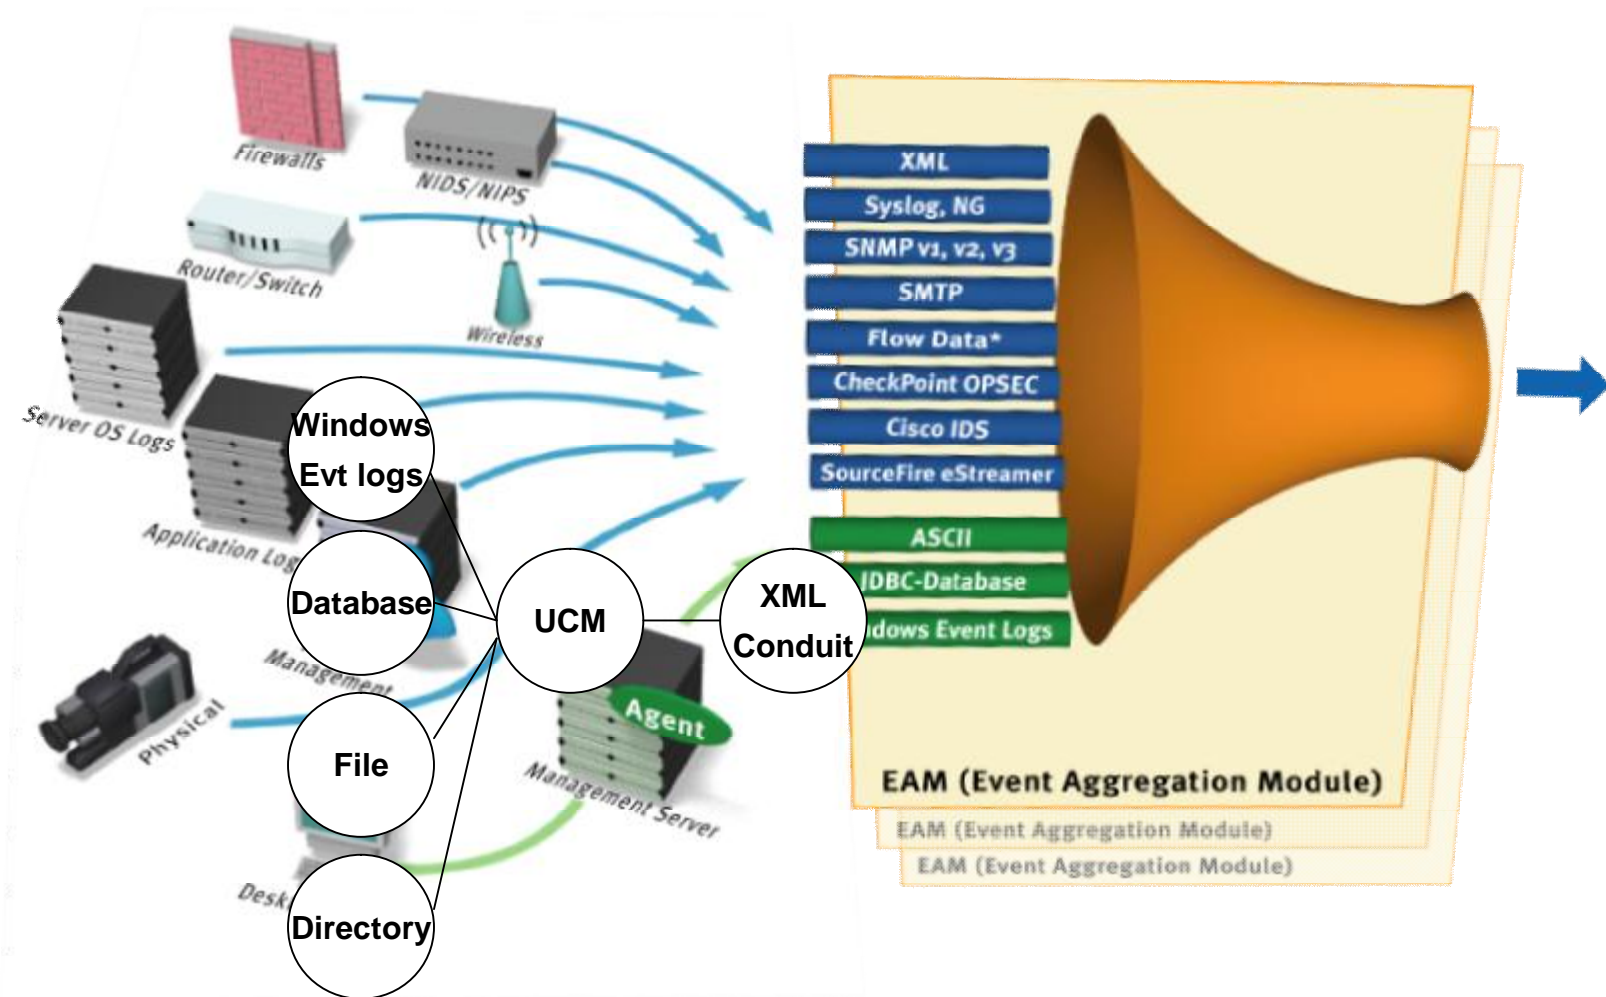 Firewalls
NIDS/NIPS
Router/Switch
Wireless
Server OS Logs
Windows
Evt logs
Application
Database
Management
Physical
File
Directory
UCM
Agent
Management Server
XML
Conduit
XML
Syslog, NG
SNMP v1, v2, v3
SMTP
Flow Data*
CheckPoint OPSEC
Cisco IDS
SourceFire eStreamer
ASCII
JDBC-Database
Event Logs
EAM (Event Aggregation Module)
EAM (Event Aggregation Module)
EAM (Event Aggregation Module)